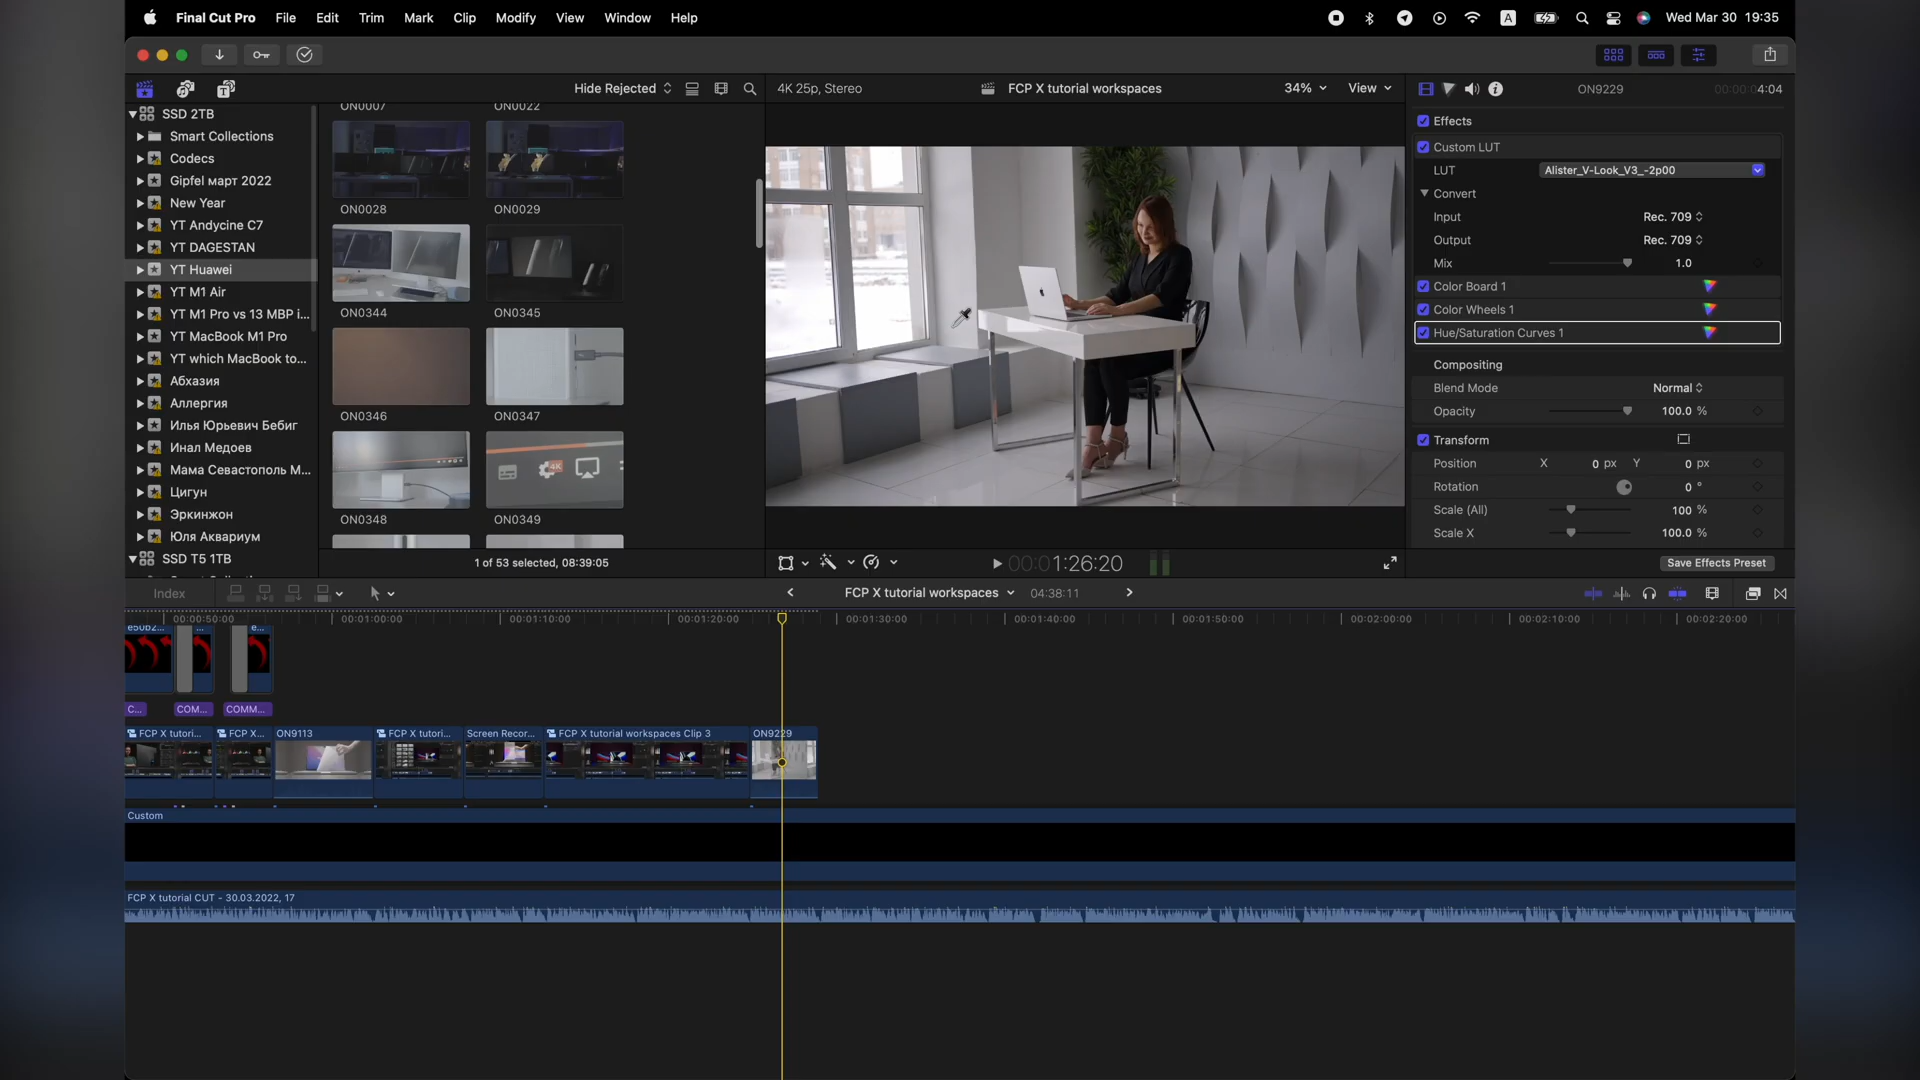 Final Cut Pro File Edit Trim Mark Clip Modify View Window Help A Wed Mar 30 19:35
Hide Rejected 4K 25p, Stereo FCP X tutorial workspaces 34% View ON9229 00:00:04:04
SSD 2TB
Smart Collections
Codecs
Gipfel март 2022
New Year
YT Andycine C7
YT DAGESTAN
YT Huawei
YT M1 Air
YT M1 Pro vs 13 MBP i...
YT MacBook M1 Pro
YT which MacBook to...
Абхазия
Аллергия
Илья Юрьевич Бебиг
Инал Медоев
Мама Севастополь М...
Цигун
Эркинжон
Юля Аквариум
SSD T5 1TB
ON0007 ON0022
ON0028 ON0029
ON0344 ON0345
ON0346 ON0347
4K
ON0348 ON0349
1 of 53 selected, 08:39:05
00:00:1:26:20
Effects
Custom LUT
LUT Alister_V-Look_V3_-2p00
Convert
Input Rec. 709
Output Rec. 709
Mix 1.0
Color Board 1
Color Wheels 1
Hue/Saturation Curves 1
Compositing
Blend Mode Normal
Opacity 100.0 %
Transform
Position X 0 px Y 0 px
Rotation 0 °
Scale (All) 100 %
Scale X 100.0 %
Save Effects Preset
Index FCP X tutorial workspaces 04:38:11
00:00:50:00 00:01:00:00 00:01:10:00 00:01:20:00 00:01:30:00 00:01:40:00 00:01:50:00 00:02:00:00 00:02:10:00 00:02:20:00
e50b2... ... e...
C... COM... COMM...
FCP X tutori... FCP X... ON9113 FCP X tutori... Screen Recor... FCP X tutorial workspaces Clip 3 ON9229
Custom
FCP X tutorial CUT - 30.03.2022, 17